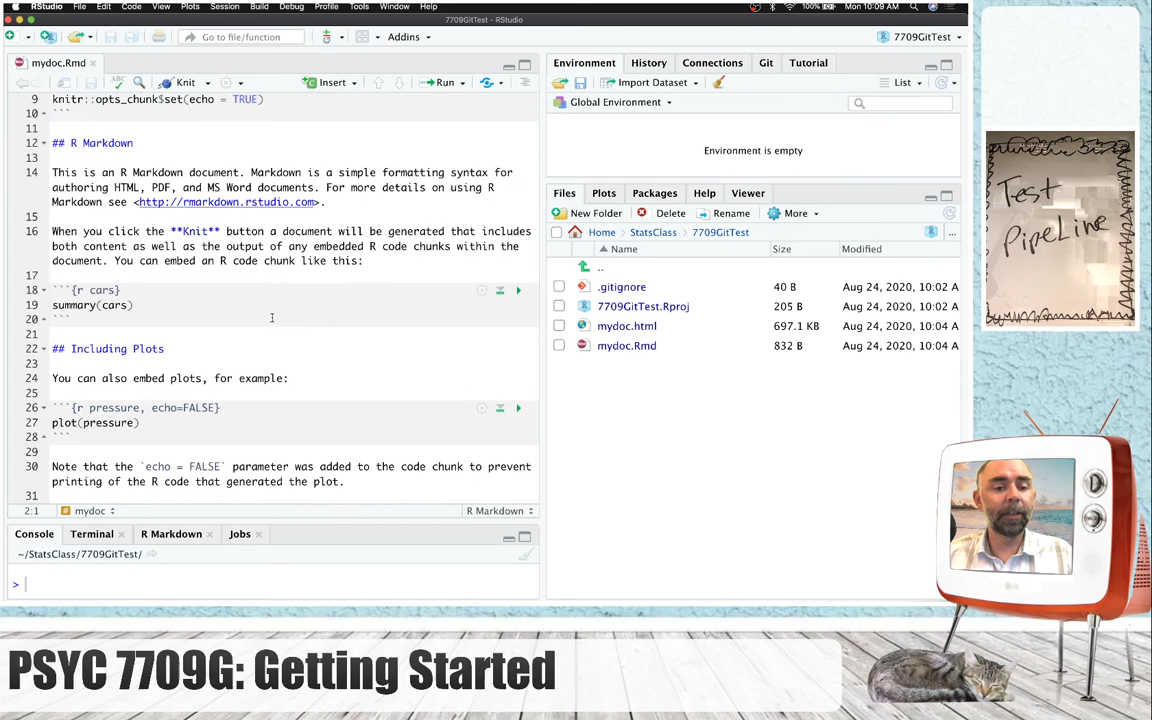 RStudio File Edit Code View Plots Session Build Debug Profile Tools Window Help 100% Mon 10:09 AM
7709GitTest - RStudio
Go to file/function Addins 7709GitTest
mydoc.Rmd
Knit Insert Run
9 knitr::opts_chunk$set(echo = TRUE)
10 ```
11
12 ## R Markdown
13
14 This is an R Markdown document. Markdown is a simple formatting syntax for
authoring HTML, PDF, and MS Word documents. For more details on using R
Markdown see <http://rmarkdown.rstudio.com>.
15
16 When you click the **Knit** button a document will be generated that includes
both content as well as the output of any embedded R code chunks within the
document. You can embed an R code chunk like this:
17
18 ```{r cars}
19 summary(cars)
20 ```
21
22 ## Including Plots
23
24 You can also embed plots, for example:
25
26 ```{r pressure, echo=FALSE}
27 plot(pressure)
28 ```
29
30 Note that the `echo = FALSE` parameter was added to the code chunk to prevent
printing of the R code that generated the plot.
31
2:1 mydoc R Markdown
Console Terminal R Markdown Jobs
~/StatsClass/7709GitTest/
>
Environment History Connections Git Tutorial
Import Dataset List
Global Environment
Environment is empty
Files Plots Packages Help Viewer
New Folder Delete Rename More
Home StatsClass 7709GitTest ...
Name Size Modified
..
.gitignore 40 B Aug 24, 2020, 10:02 A
7709GitTest.Rproj 205 B Aug 24, 2020, 10:02 A
mydoc.html 697.1 KB Aug 24, 2020, 10:04 A
mydoc.Rmd 832 B Aug 24, 2020, 10:04 A
Test
PipeLine
LG
PSYC 7709G: Getting Started